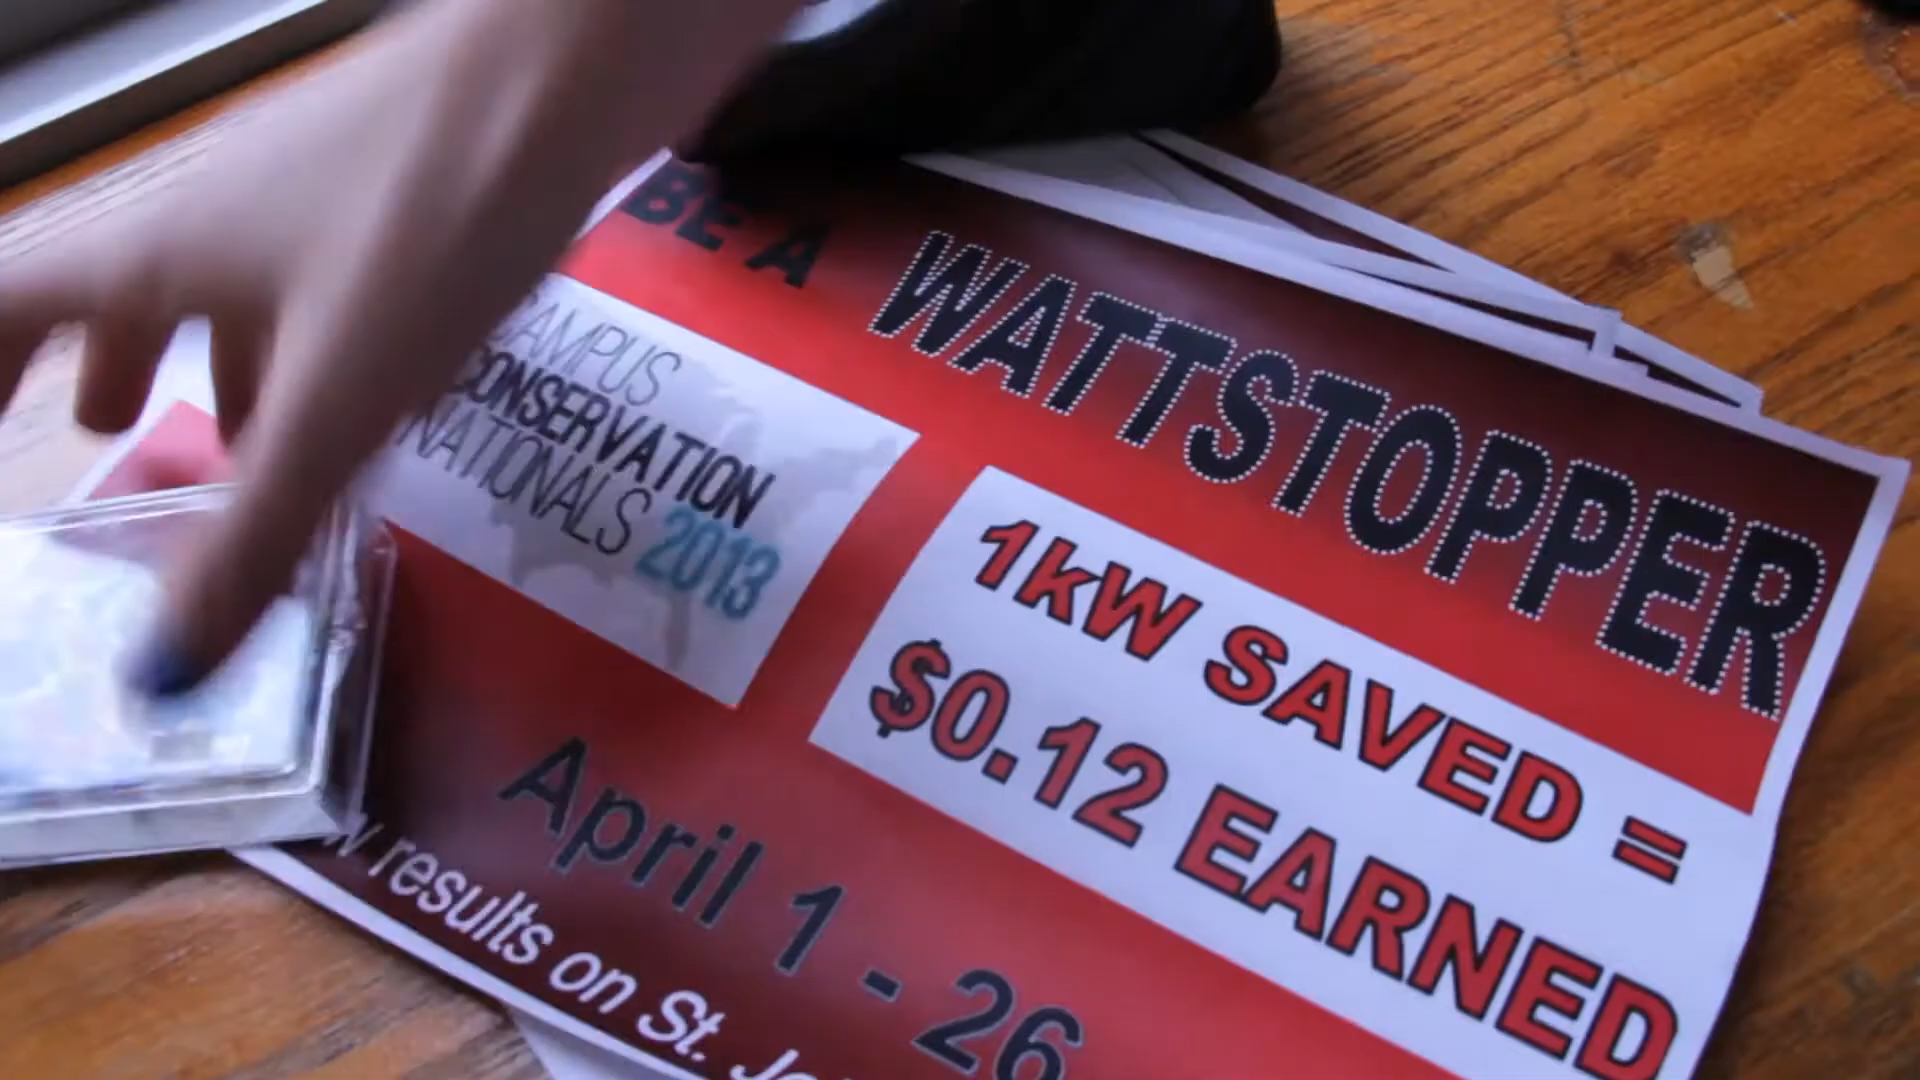 BE A WATTSTOPPER
CAMPUS
CONSERVATION
NATIONALS 2013
1kW SAVED =
$0.12 EARNED
April 1 - 26
results on St.